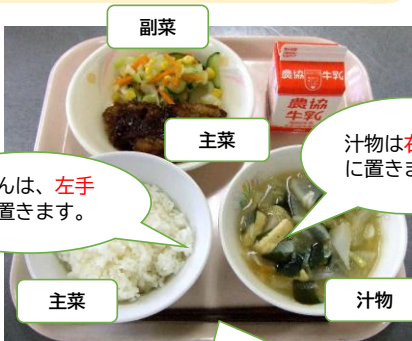 副菜
農協 牛乳
農協
牛乳
主菜
汁物は右
に置きま
んは、左手
置きます。
主菜
汁物